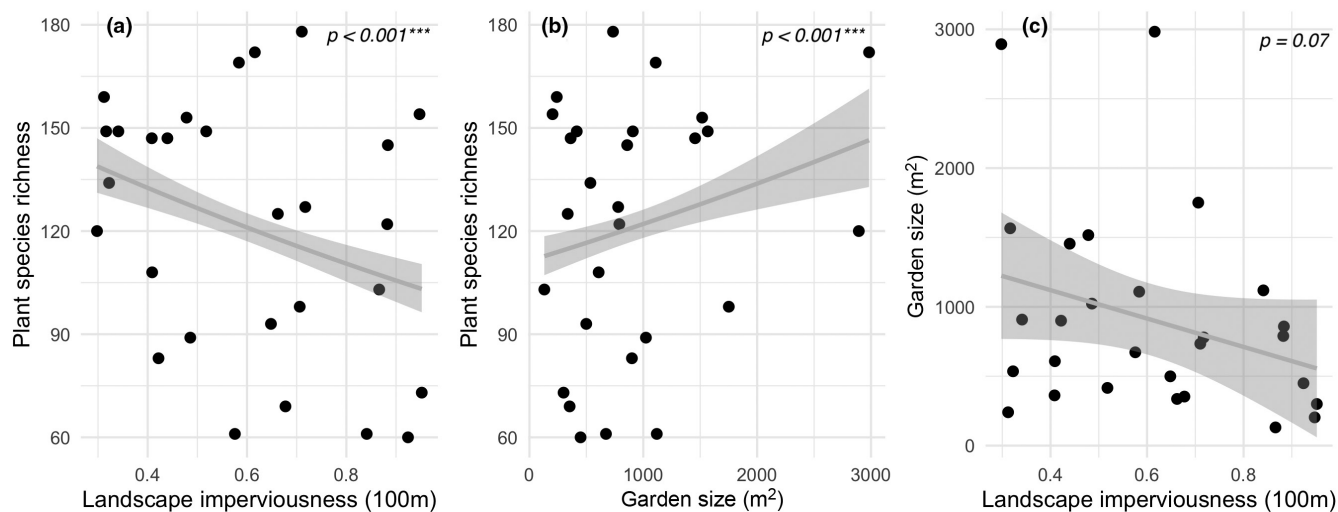 (a)
p < 0.001***
180
150
120
90
60
Plant species richness
0.4 0.6 0.8
Landscape imperviousness (100m)
(b)
p < 0.001***
180
150
120
90
60
Plant species richness
0 1000 2000 3000
Garden size (m²)
(c)
p = 0.07
3000
2000
1000
0
Garden size (m²)
0.4 0.6 0.8
Landscape imperviousness (100m)